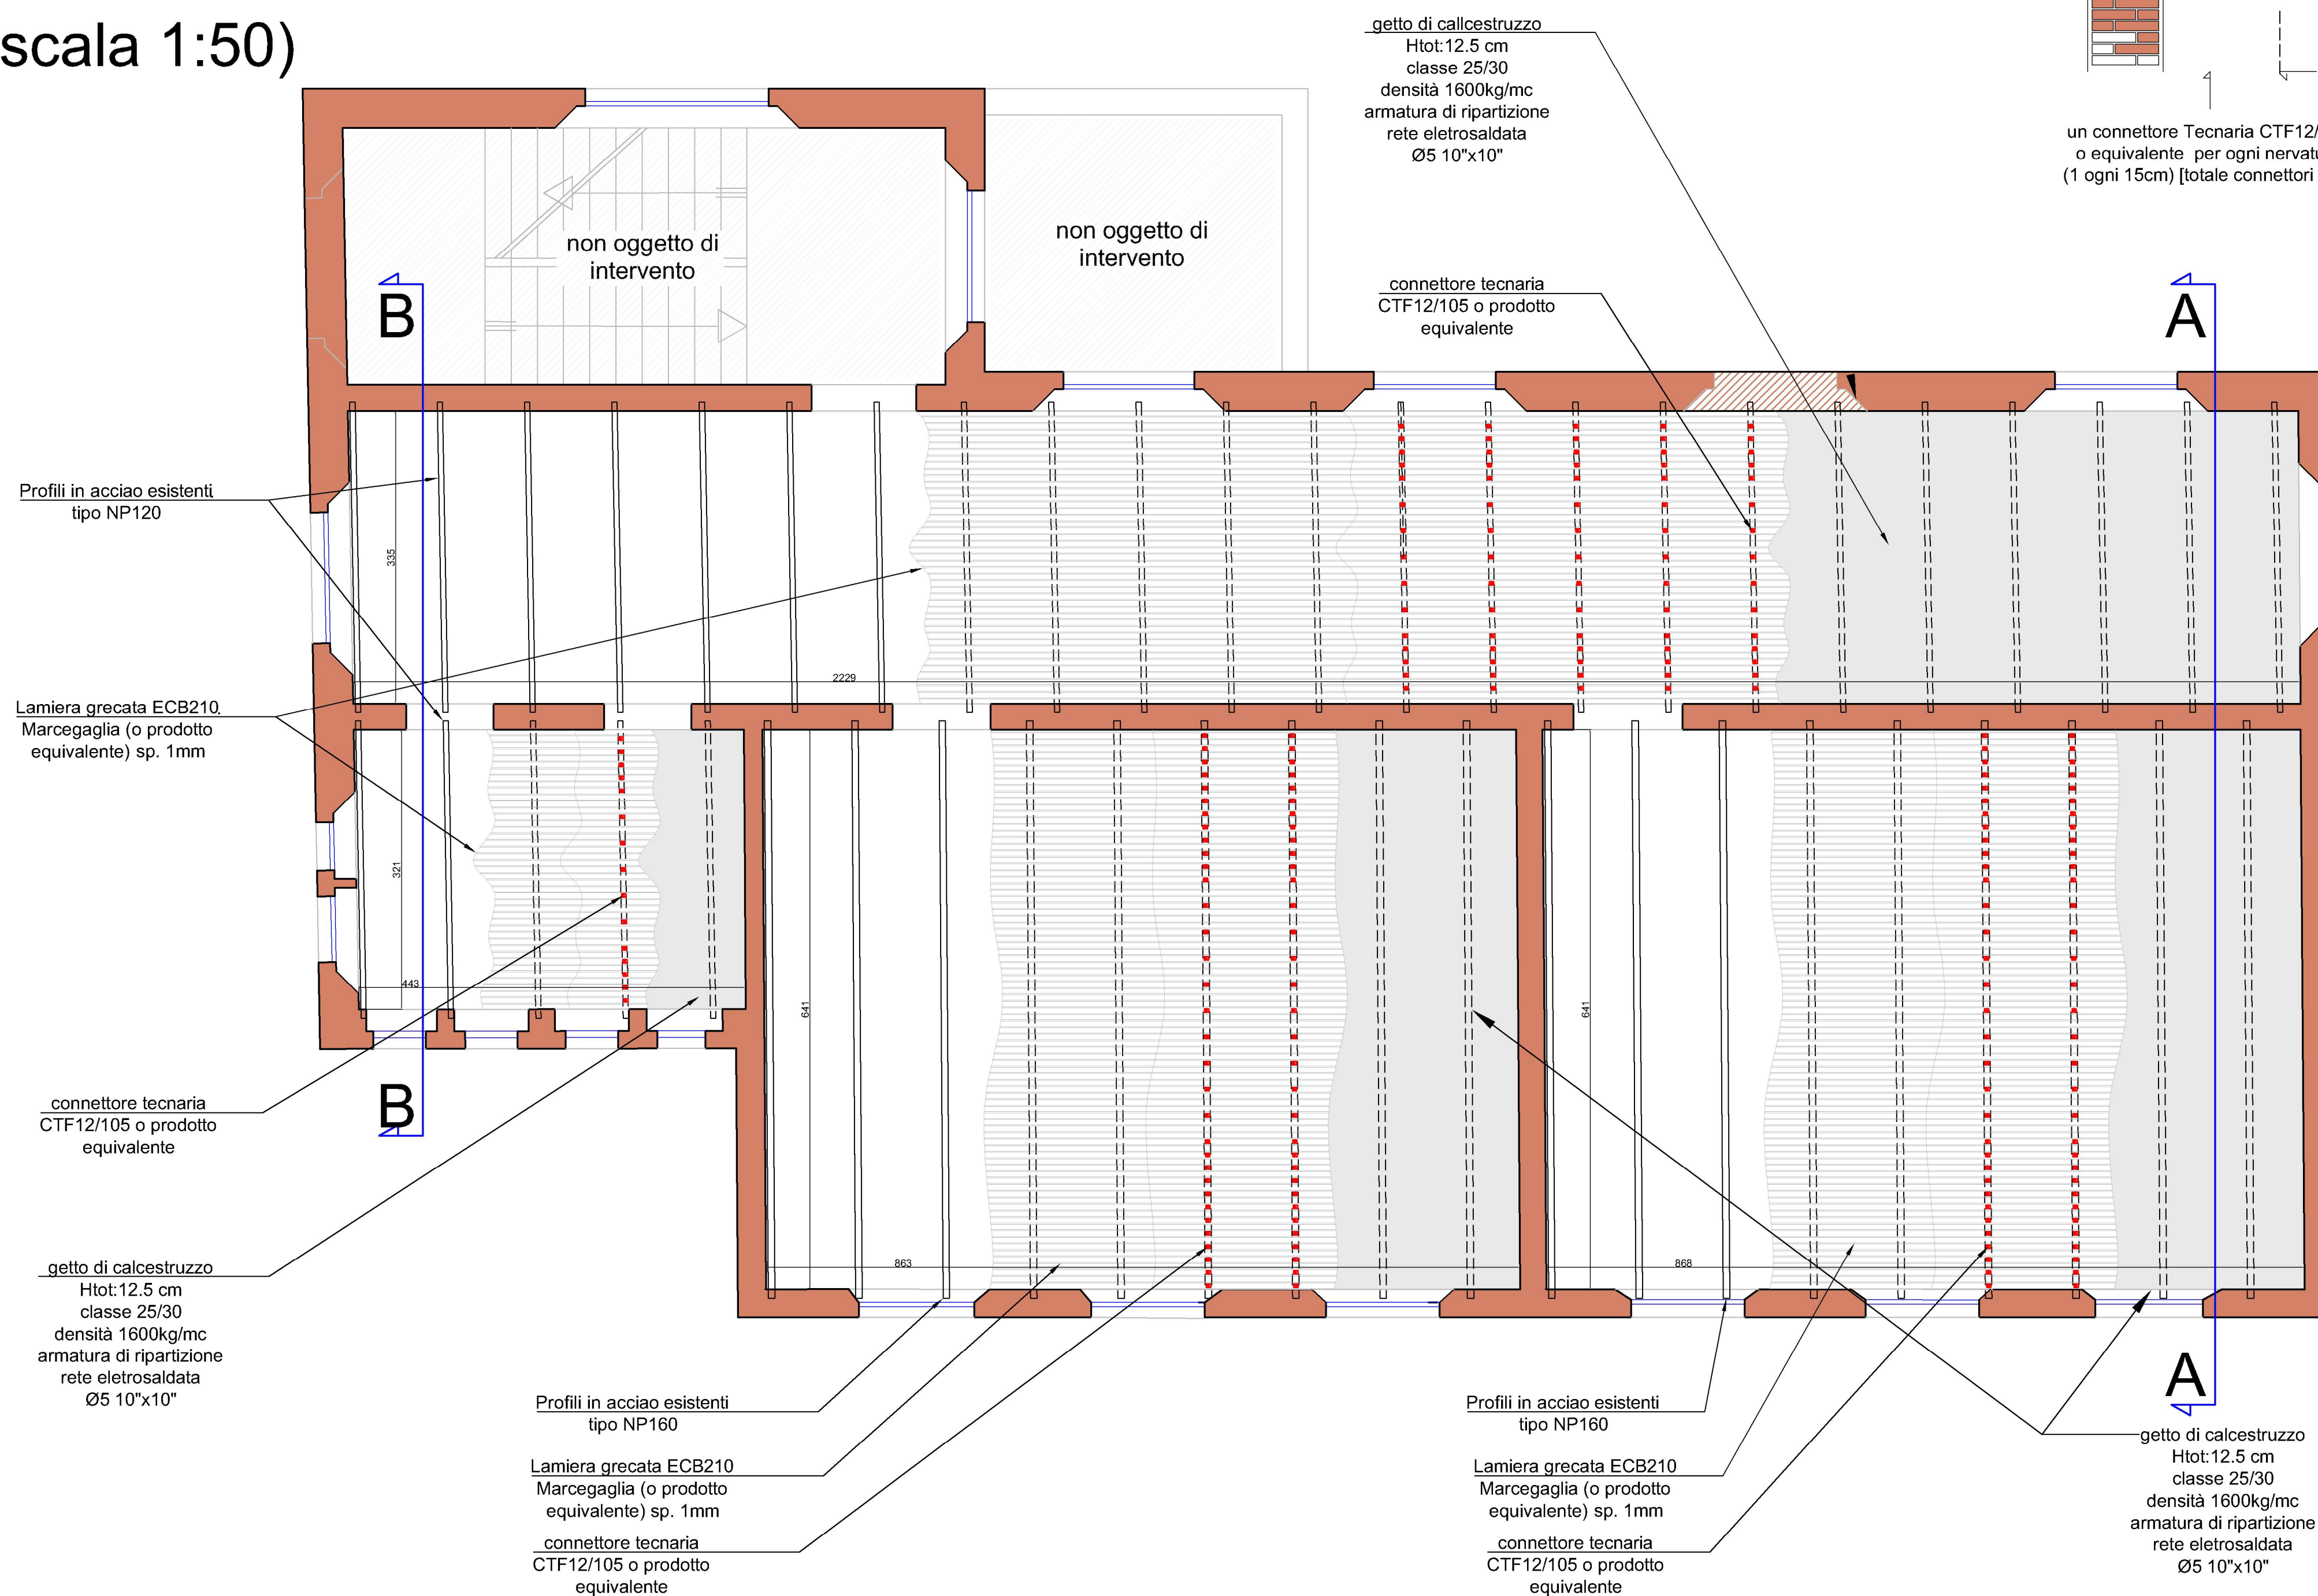 scala 1:50)
getto di callcestruzzo
Htot:12.5 cm
classe 25/30
densità 1600kg/mc
armatura di ripartizione
rete eletrosaldata
Ø5 10"x10"
un connettore Tecnaria CTF12/
o equivalente per ogni
(1 ogni 15cm) [totale connettori
non oggetto di
intervento
non oggetto di
intervento
connettore tecnaria
CTF12/105 o prodotto
equivalente
B
A
Profili in acciao esistenti
tipo NP120
335
2229
Lamiera grecata ECB210
Marcegaglia (o prodotto
equivalente) sp. 1mm
321
443
641
641
863
868
connettore tecnaria
CTF12/105 o prodotto
equivalente
B
getto di calcestruzzo
Htot:12.5 cm
classe 25/30
densità 1600kg/mc
armatura di ripartizione
rete eletrosaldata
Ø5 10"x10"
Profili in acciao esistenti
tipo NP160
Lamiera grecata ECB210
Marcegaglia (o prodotto
equivalente) sp. 1mm
connettore tecnaria
CTF12/105 o prodotto
equivalente
Profili in acciao esistenti
tipo NP160
Lamiera grecata ECB210
Marcegaglia (o prodotto
equivalente) sp. 1mm
connettore tecnaria
CTF12/105 o prodotto
equivalente
A
getto di calcestruzzo
Htot:12.5 cm
classe 25/30
densità 1600kg/mc
armatura di ripartizione
rete eletrosaldata
Ø5 10"x10"